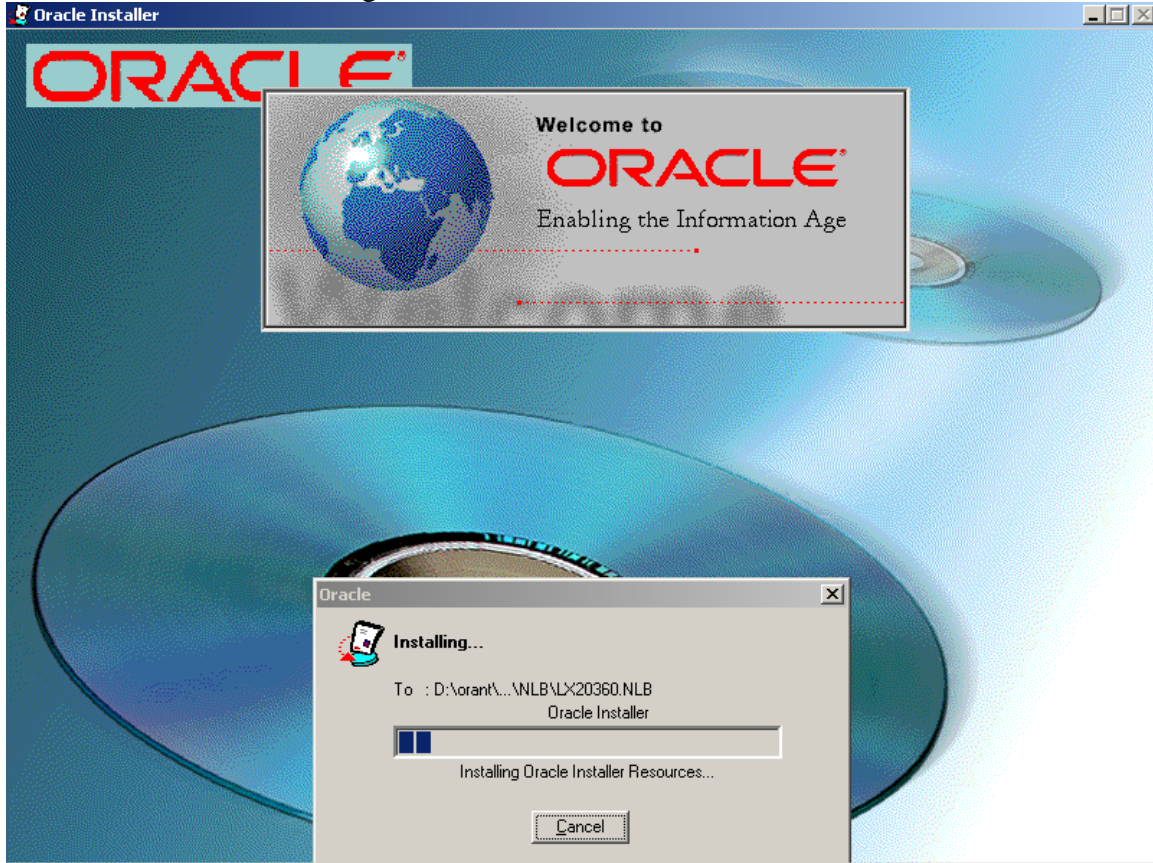 Oracle Installer
ORACLE®
Welcome to
ORACLE®
Enabling the Information Age
Welcome
Oracle
Installing...
To : D:\orant\...\NLB\LX20360.NLB
Oracle Installer
Installing Oracle Installer Resources...
Cancel